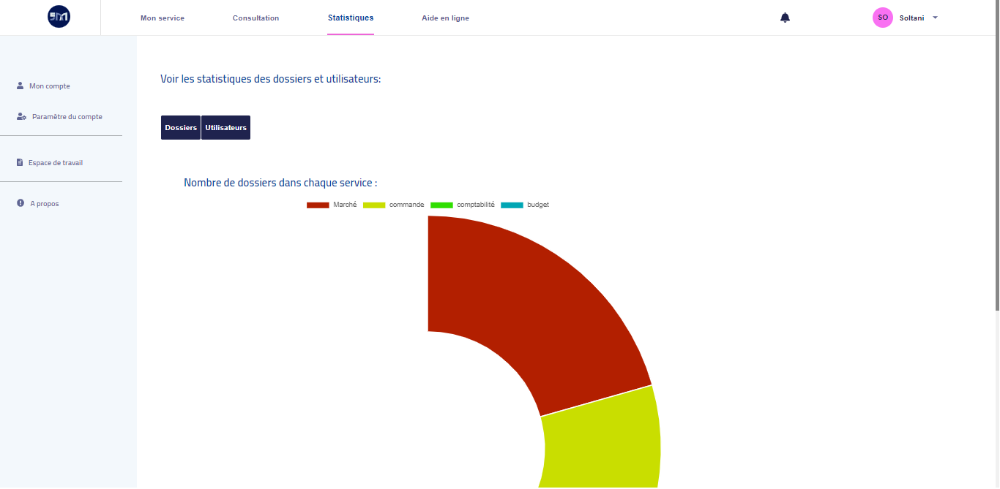 Mon service
Consultation
Statistiques
Aide en ligne
SO
Soltani
Mon compte
Paramètre du compte
Espace de travail
A propos
Voir les statistiques des dossiers et utilisateurs:
Dossiers
Utilisateurs
Nombre de dossiers dans chaque service :
Marché
commande
comptabilité
budget